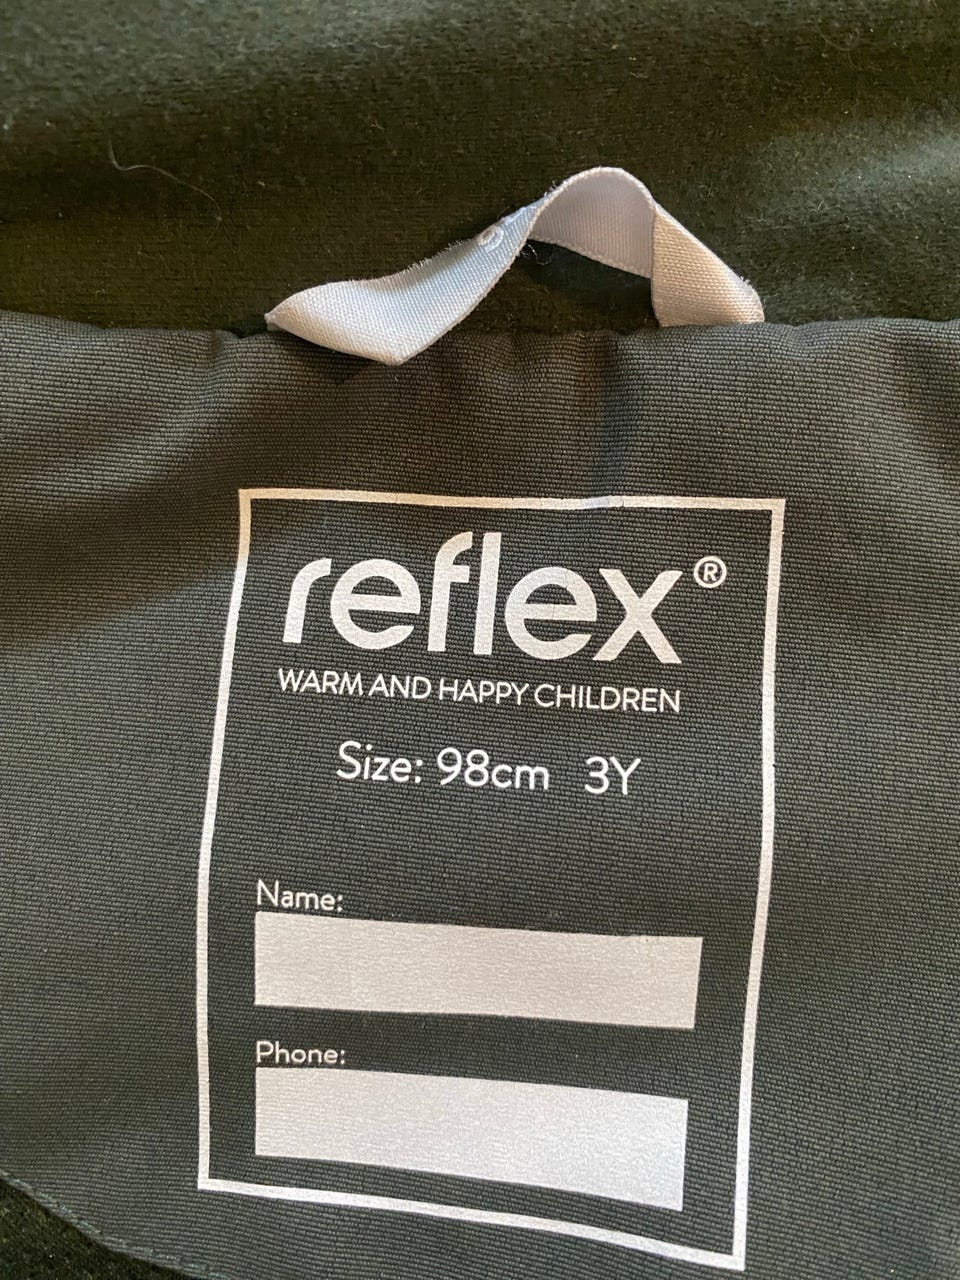 reflex®
WARM AND HAPPY CHILDREN
Size: 98cm 3Y
Name:
Phone: